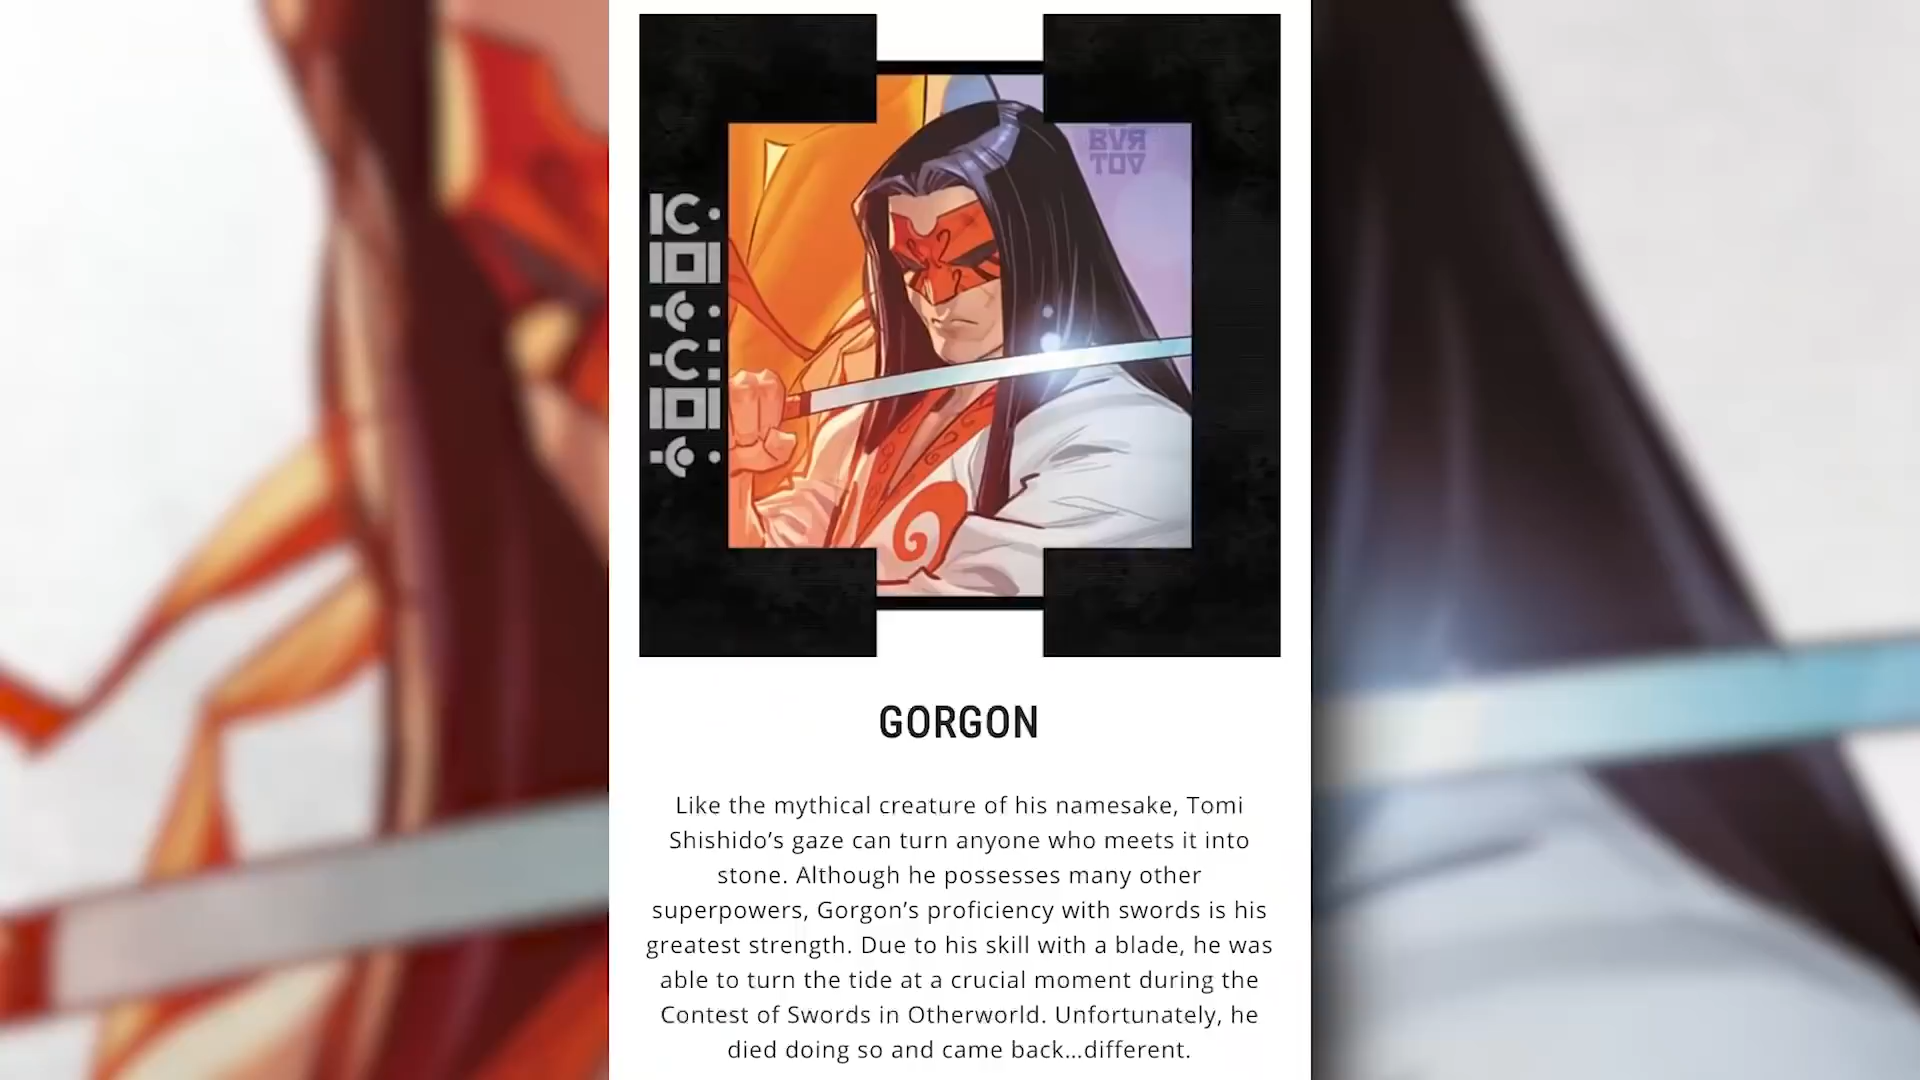 BVR
TOV
GORGON
Like the mythical creature of his namesake, Tomi
Shishido’s gaze can turn anyone who meets it into
stone. Although he possesses many other
superpowers, Gorgon’s proficiency with swords is his
greatest strength. Due to his skill with a blade, he was
able to turn the tide at a crucial moment during the
Contest of Swords in Otherworld. Unfortunately, he
died doing so and came back…different.